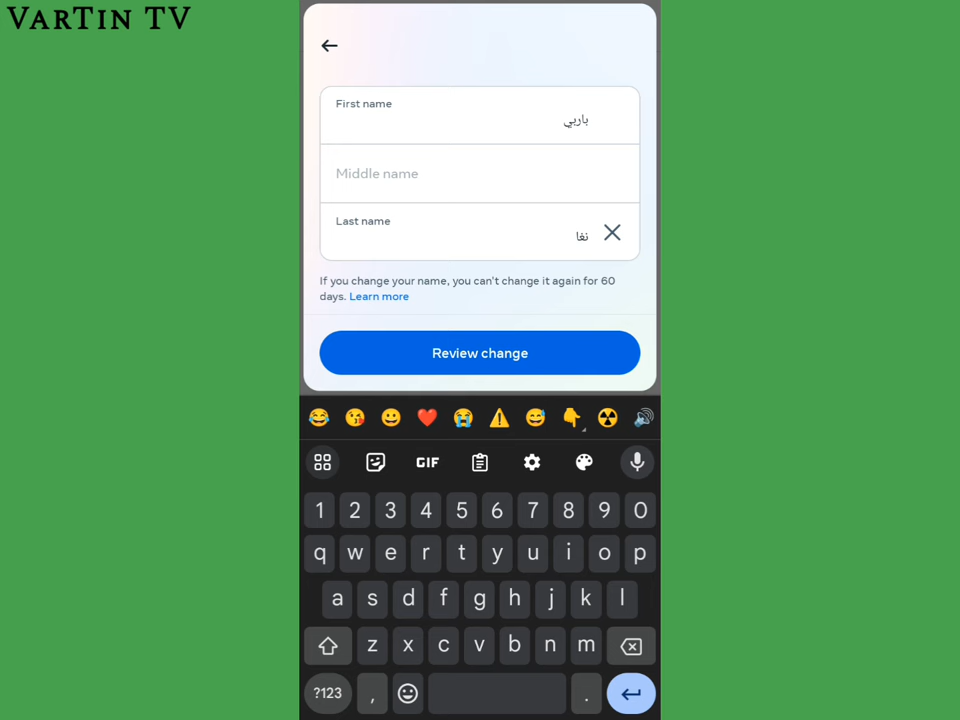 VarTin TV
First name
باربي
Middle name
Last name
نغا
If you change your name, you can't change it again for 60
days. Learn more
Review change
GIF
1 2 3 4 5 6 7 8 9 0
q w e r t y u i o p
a s d f g h j k l
z x c v b n m
?123 , .